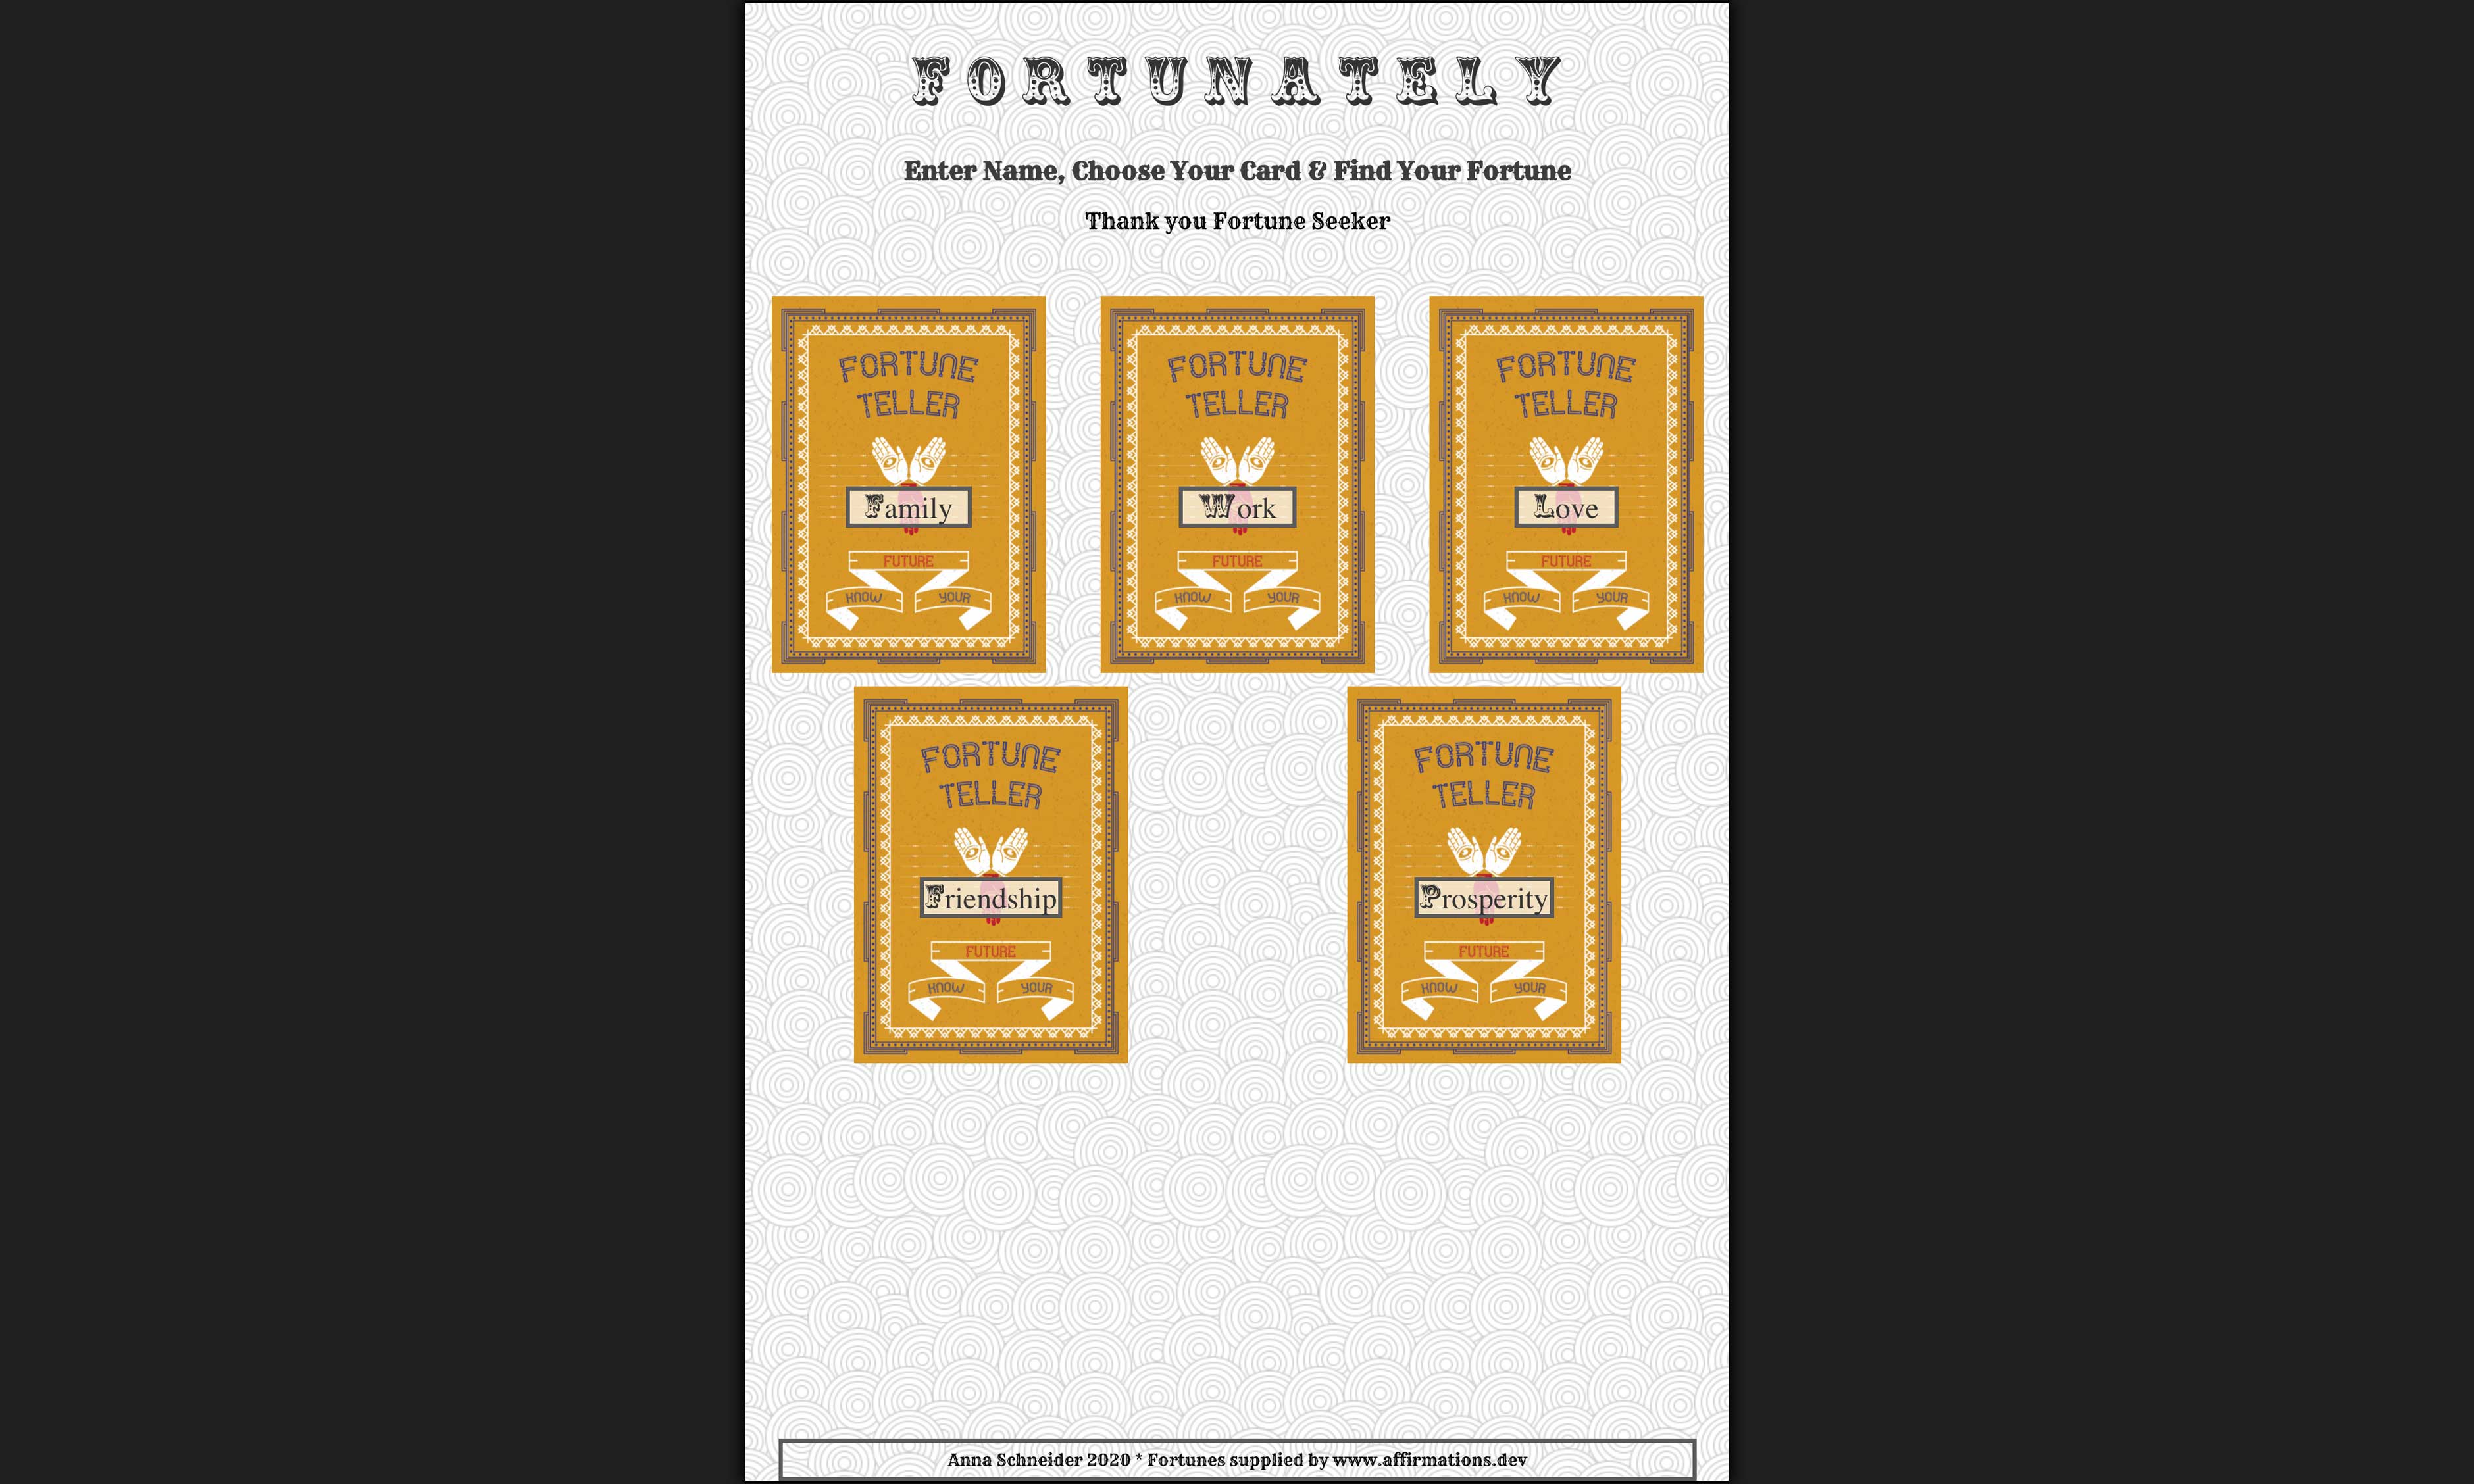 FORTUNATELY
Enter Name, Choose Your Card & Find Your Fortune
Thank you Fortune Seeker
FORTUNE
TELLER
Family
FUTURE
KNOW YOUR
FORTUNE
TELLER
Work
FUTURE
KNOW YOUR
FORTUNE
TELLER
Love
FUTURE
KNOW YOUR
FORTUNE
TELLER
Friendship
FUTURE
KNOW YOUR
FORTUNE
TELLER
Prosperity
FUTURE
KNOW YOUR
Anna Schneider 2020 * Fortunes supplied by www.affirmations.dev